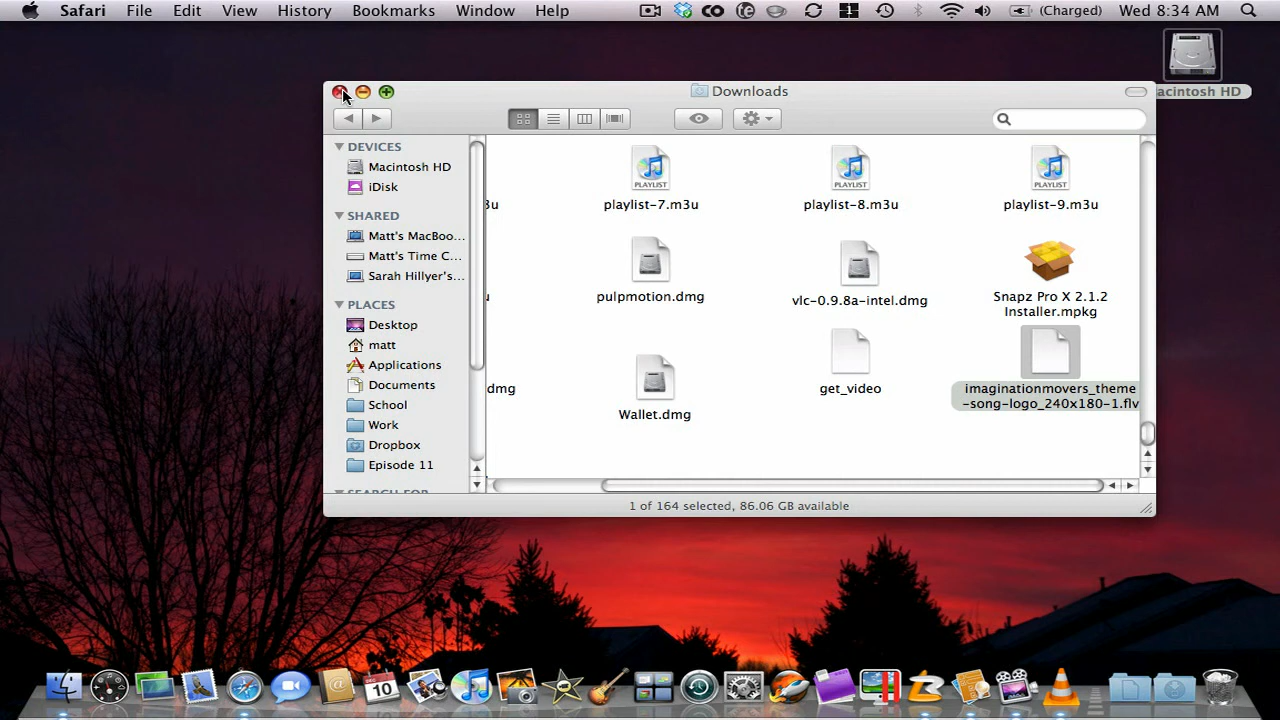 Safari File Edit View History Bookmarks Window Help 1 (Charged) Wed 8:34 AM
acintosh HD
Downloads
DEVICES
Macintosh HD
iDisk
SHARED
Matt's MacBoo...
Matt's Time C...
Sarah Hillyer's...
PLACES
Desktop
matt
Applications
Documents
School
Work
Dropbox
Episode 11
3u
PLAYLIST
playlist-7.m3u
PLAYLIST
playlist-8.m3u
PLAYLIST
playlist-9.m3u
pulpmotion.dmg
vlc-0.9.8a-intel.dmg
Snapz Pro X 2.1.2
Installer.mpkg
dmg
Wallet.dmg
get_video
imaginationmovers_theme
-song-logo_240x180-1.flv
1 of 164 selected, 86.06 GB available
DEC
10